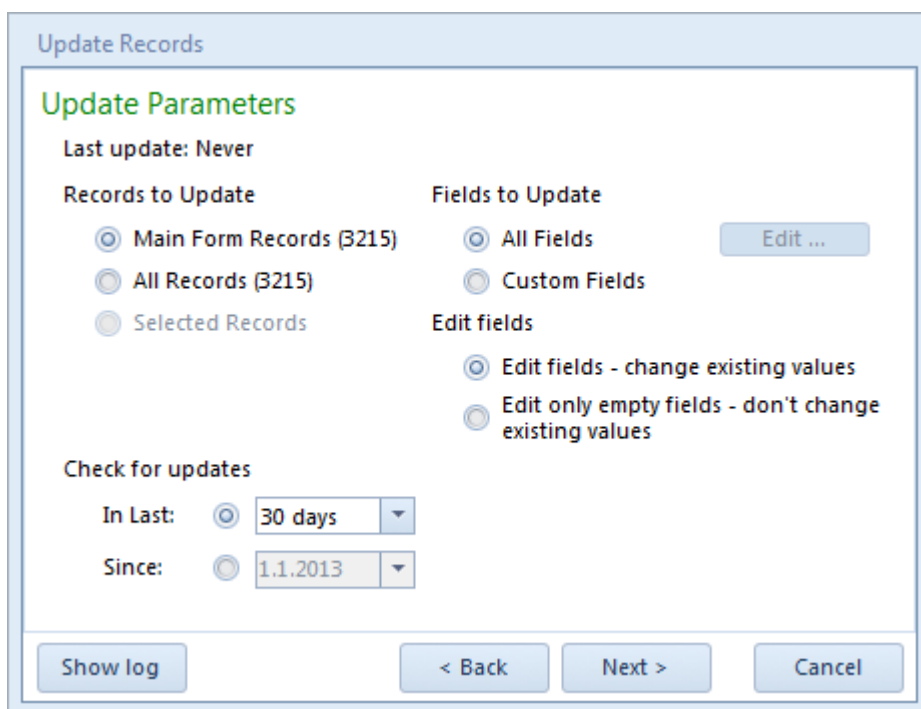 Update Records
Update Parameters
Last update: Never
Records to Update
Main Form Records (3215)
All Records (3215)
Selected Records
Fields to Update
All Fields
Edit ...
Custom Fields
Edit fields
Edit fields - change existing values
Edit only empty fields - don't change
existing values
Check for updates
In Last: 30 days
Since: 1.1.2013
Show log
< Back
Next >
Cancel